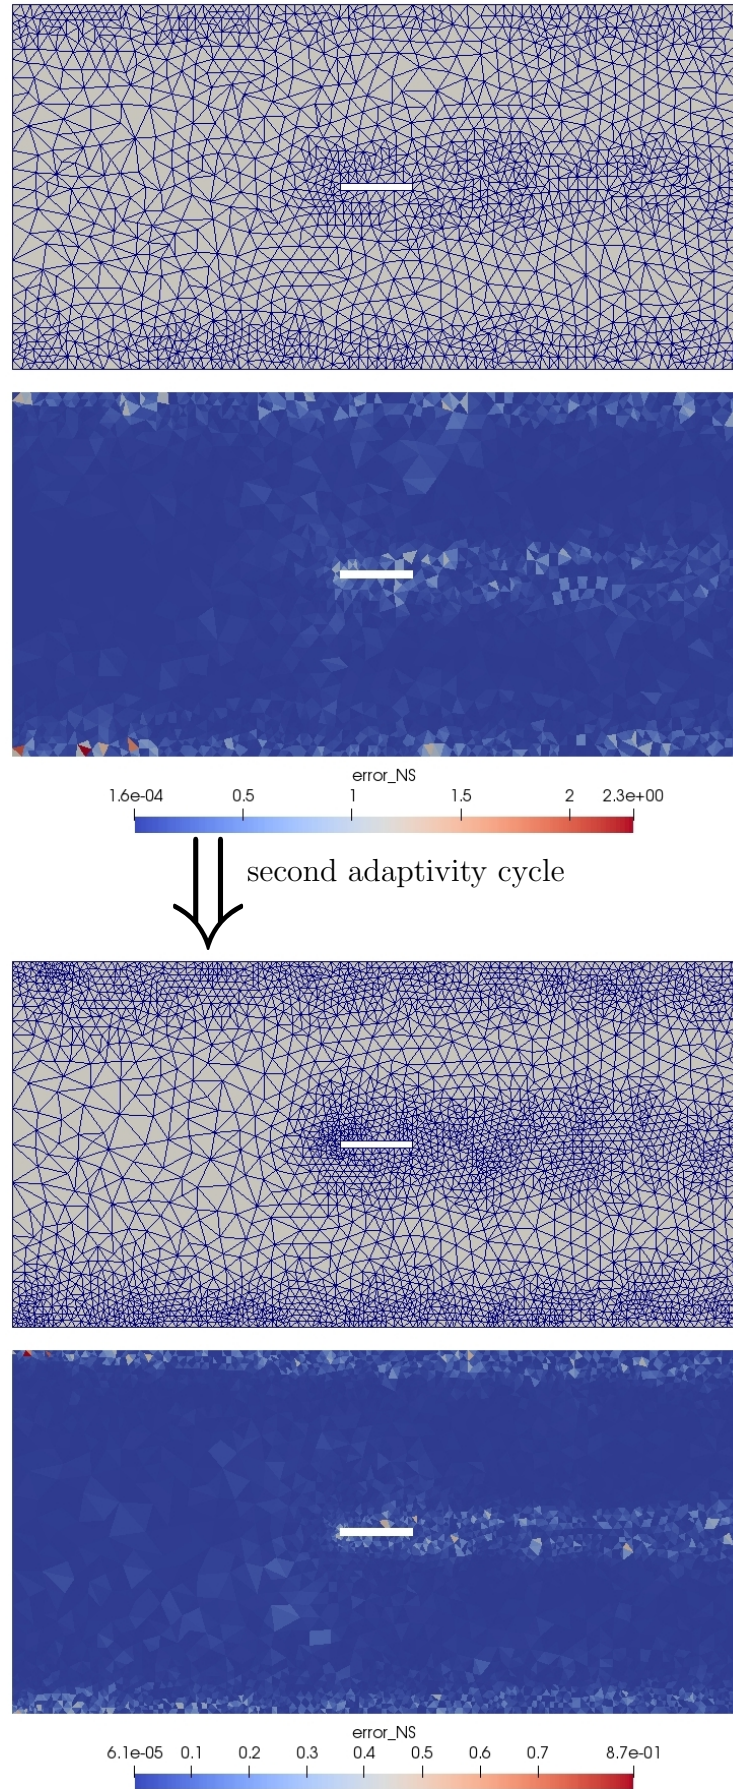 error_NS
1.6e-04 0.5 1 1.5 2 2.3e+00
second adaptivity cycle
error_NS
6.1e-05 0.1 0.2 0.3 0.4 0.5 0.6 0.7 8.7e-01